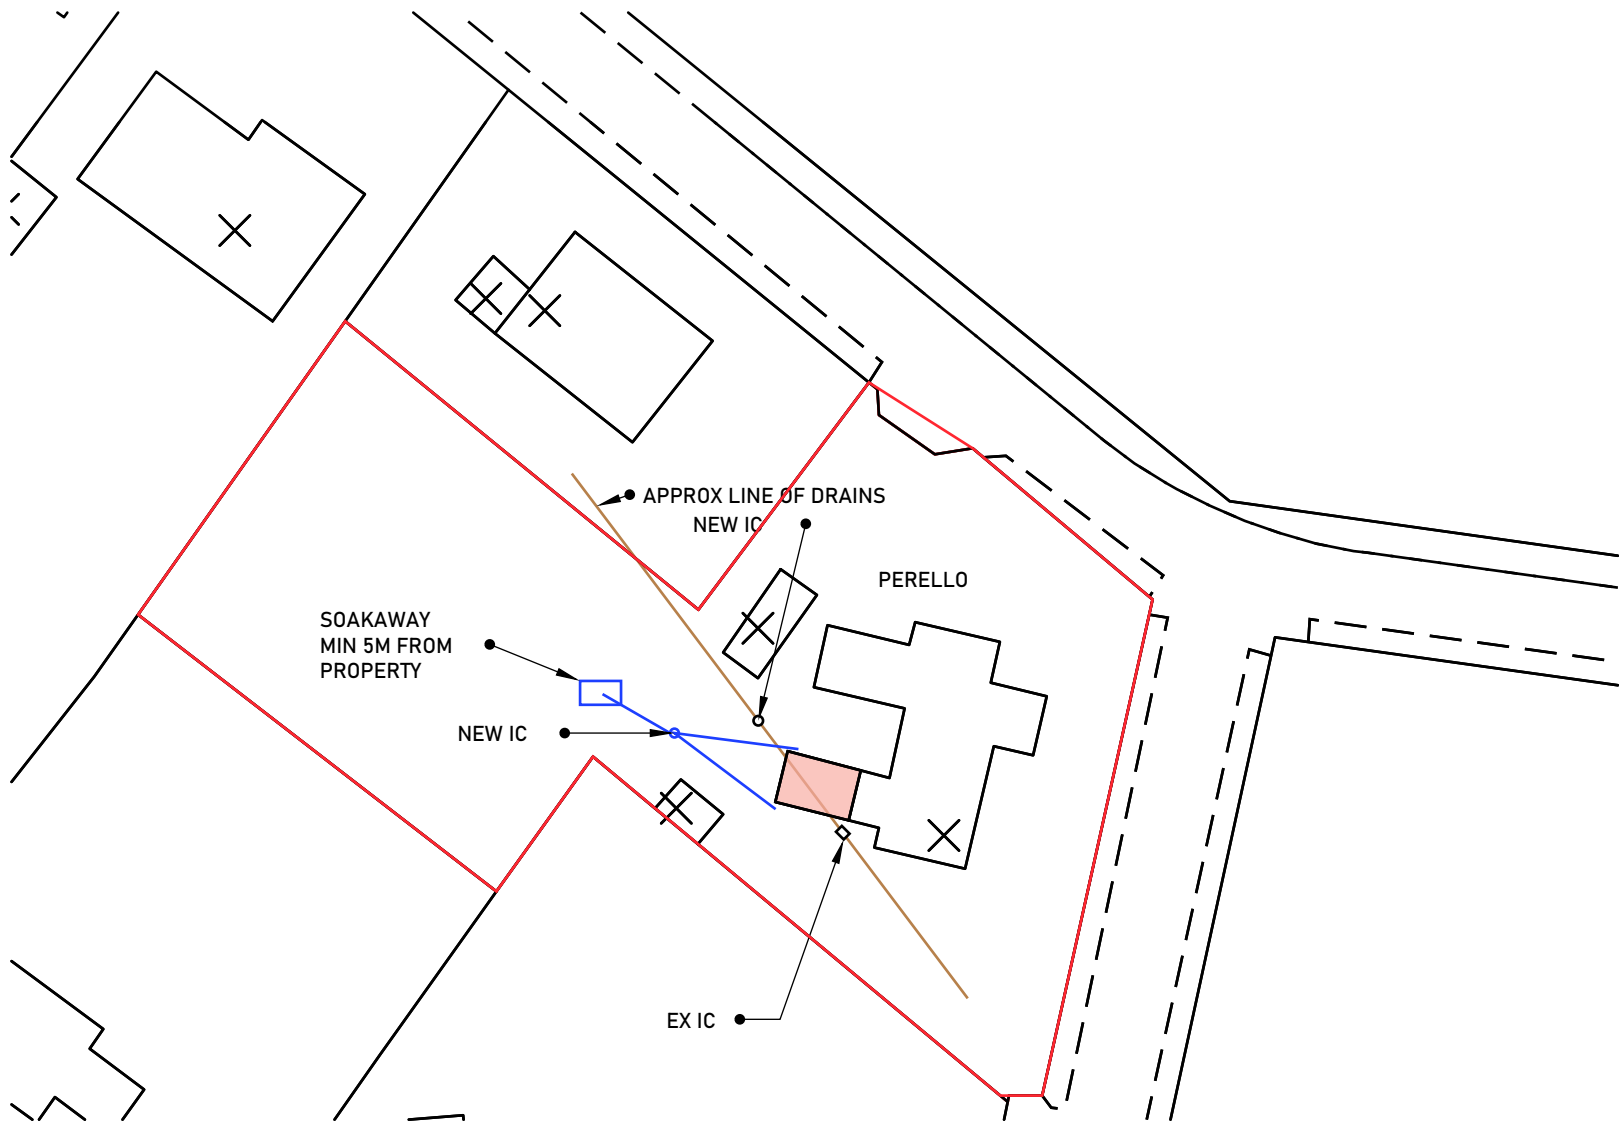 APPROX LINE OF DRAINS
NEW IC
PERELLO
SOAKAWAY
MIN 5M FROM
PROPERTY
NEW IC
EX IC